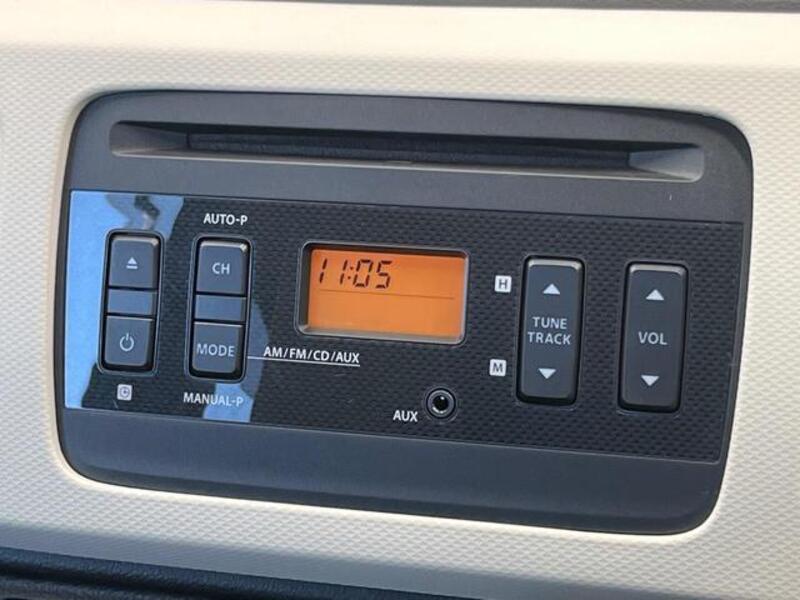 AUTO-P
CH
MODE
AM/FM/CD/AUX
MANUAL-P
11:05
AUX
H
TUNE
TRACK
M
VOL